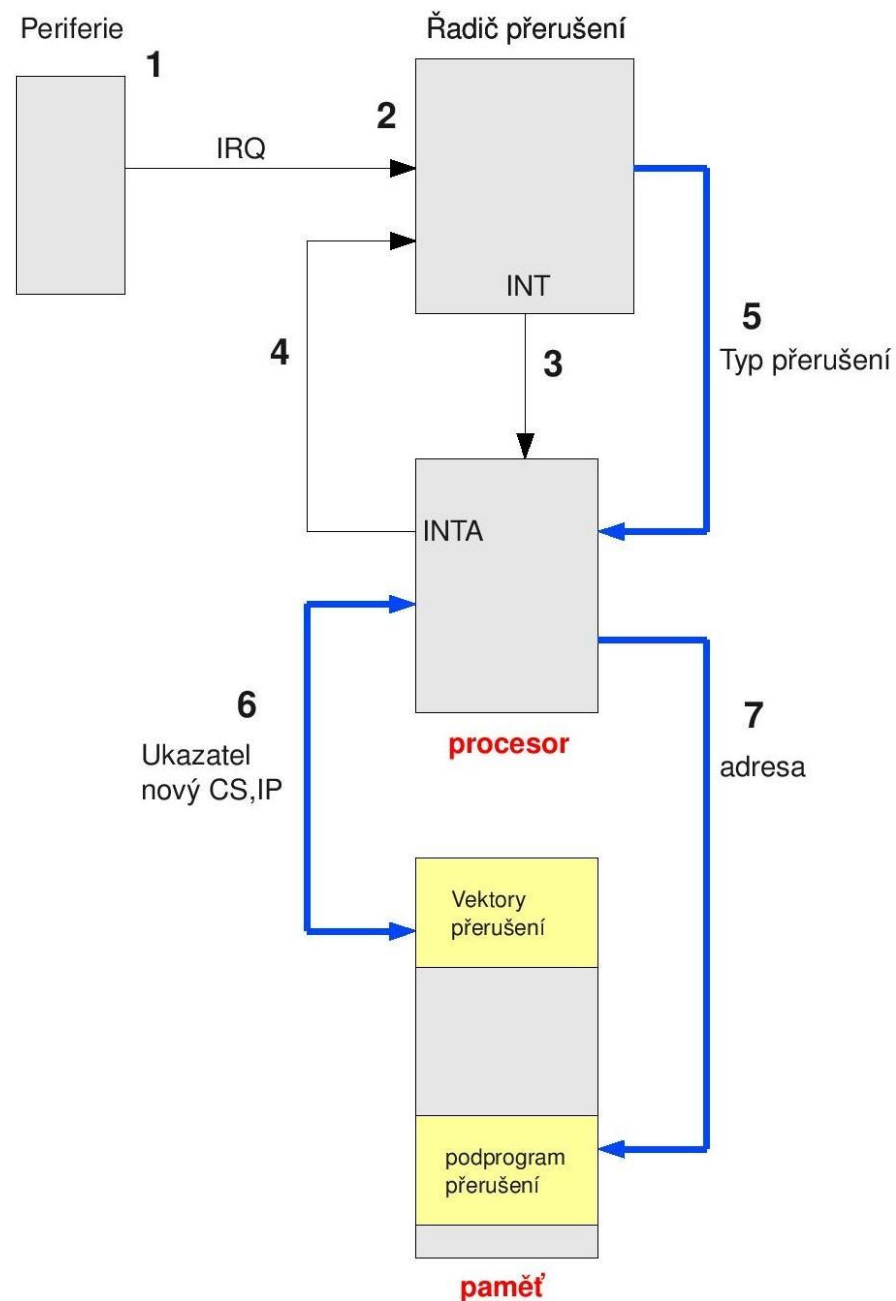 Periferie
Řadič přerušení
1
2
IRQ
INT
4
3
5
Typ přerušení
INTA
6
Ukazatel
nový CS,IP
procesor
7
adresa
Vektory
přerušení
podprogram
přerušení
paměť